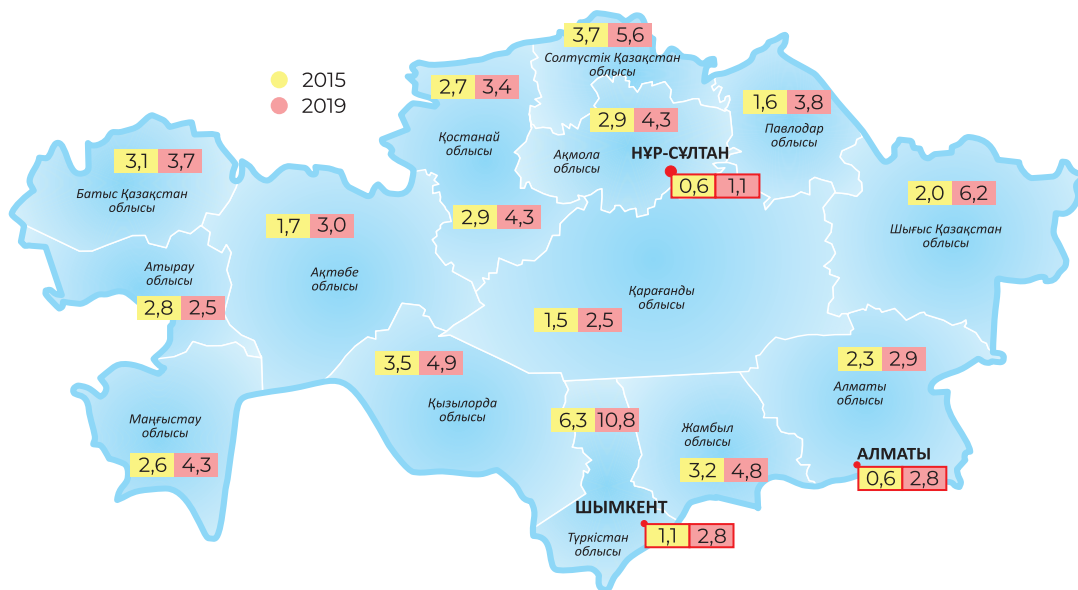 2015
2019
3,7 5,6
Солтүстік Қазақстан
облысы
2,7 3,4
Қостанай
облысы
2,9 4,3
Ақмола
облысы
НҰР-СҰЛТАН
0,6 1,1
1,6 3,8
Павлодар
облысы
3,1 3,7
Батыс Қазақстан
облысы
1,7 3,0
Ақтөбе
облысы
2,9 4,3
2,0 6,2
Шығыс Қазақстан
облысы
Атырау
облысы
2,8 2,5
Қарағанды
облысы
1,5 2,5
3,5 4,9
Қызылорда
облысы
2,3 2,9
Алматы
облысы
Маңғыстау
облысы
2,6 4,3
6,3 10,8
Жамбыл
облысы
3,2 4,8
АЛМАТЫ
0,6 2,8
ШЫМКЕНТ
1,1 2,8
Түркістан
облысы